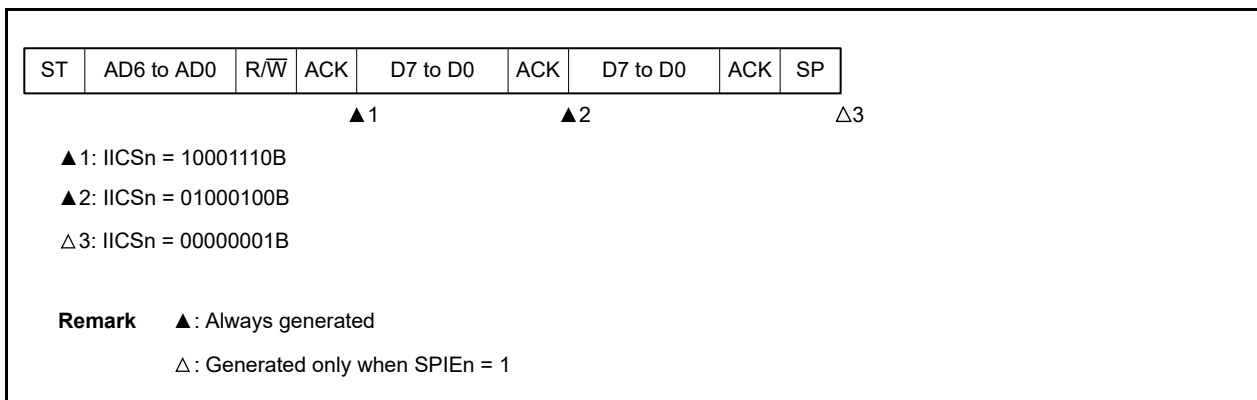 ST AD6 to AD0 R/W̅ ACK D7 to D0 ACK D7 to D0 ACK SP
▲1 ▲2 △3
▲1: IICSn = 10001110B
▲2: IICSn = 01000100B
△3: IICSn = 00000001B
Remark ▲: Always generated
△: Generated only when SPIEn = 1